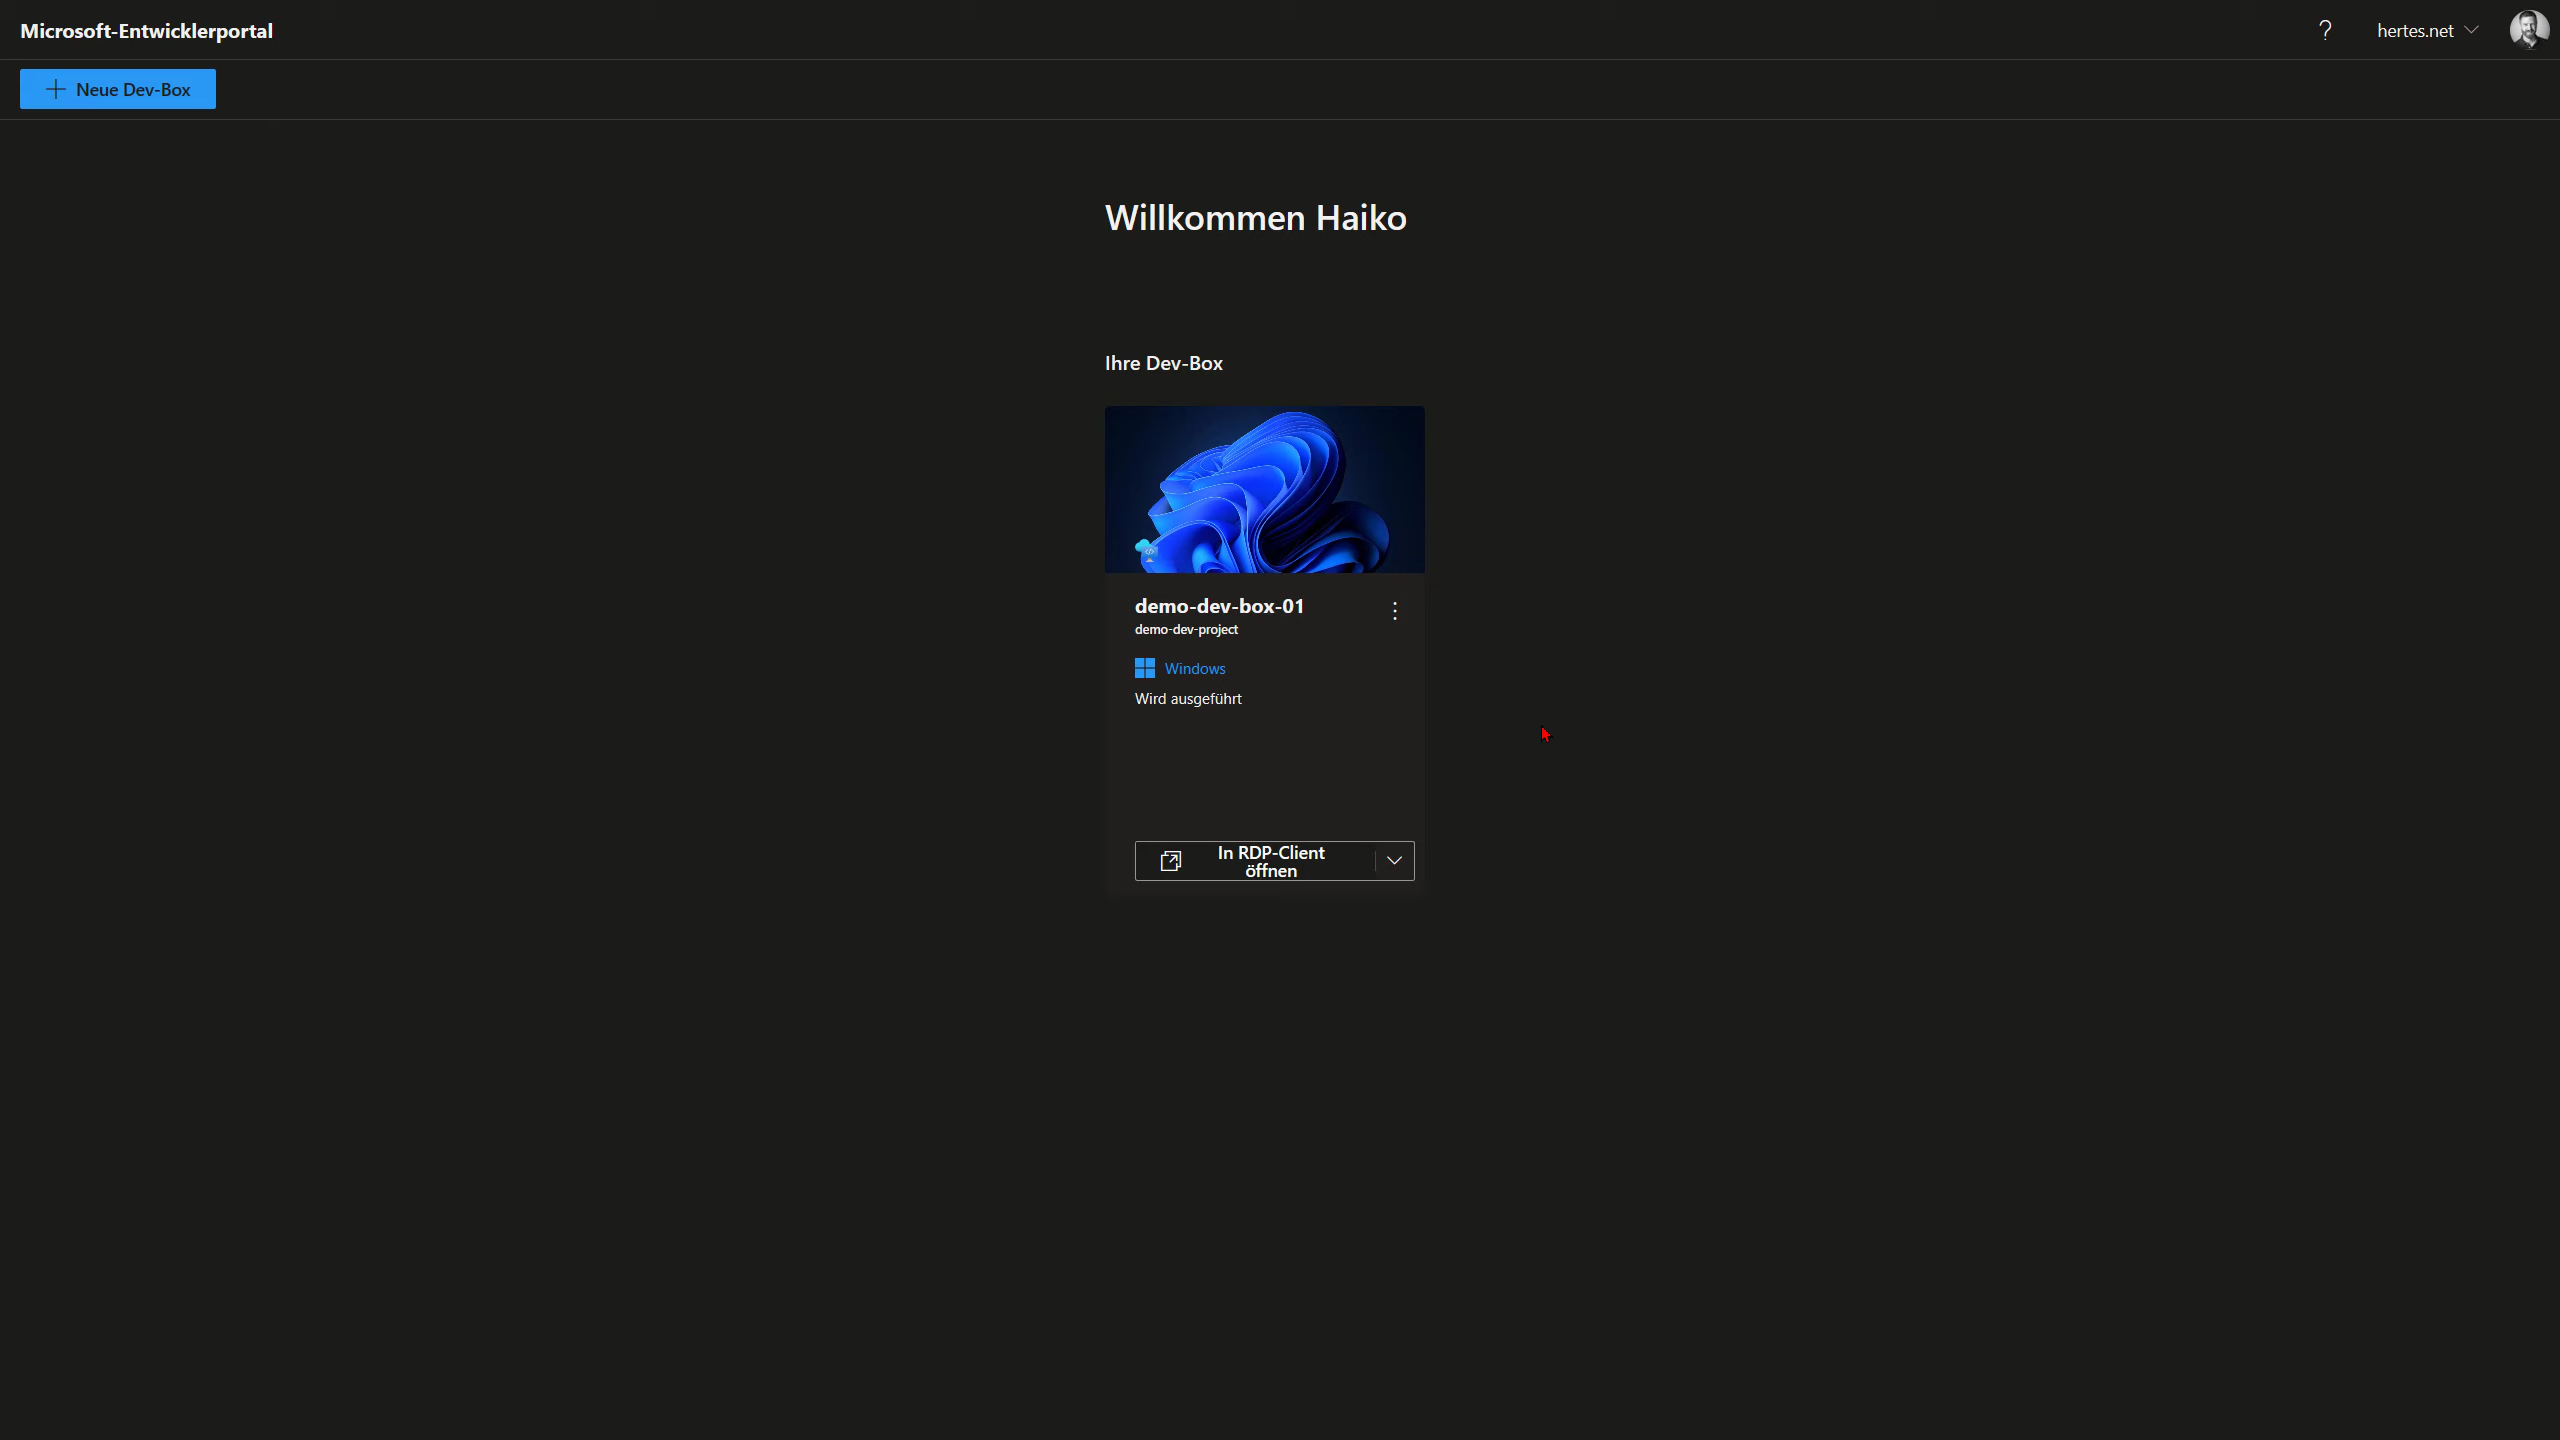 Microsoft-Entwicklerportal
?
hertes.net
Neue Dev-Box
Willkommen Haiko
Ihre Dev-Box
demo-dev-box-01
demo-dev-project
Windows
Wird ausgeführt
In RDP-Client
öffnen